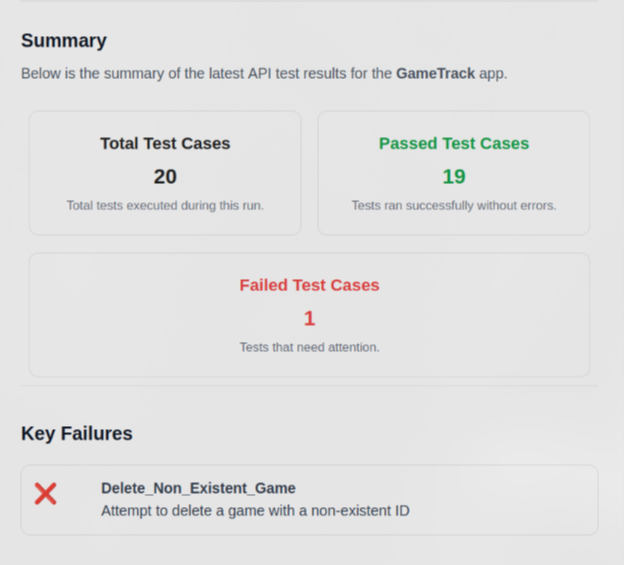 Summary
Below is the summary of the latest API test results for the GameTrack app.
Total Test Cases
20
Total tests executed during this run.
Passed Test Cases
19
Tests ran successfully without errors.
Failed Test Cases
1
Tests that need attention.
Key Failures
Delete_Non_Existent_Game
Attempt to delete a game with a non-existent ID